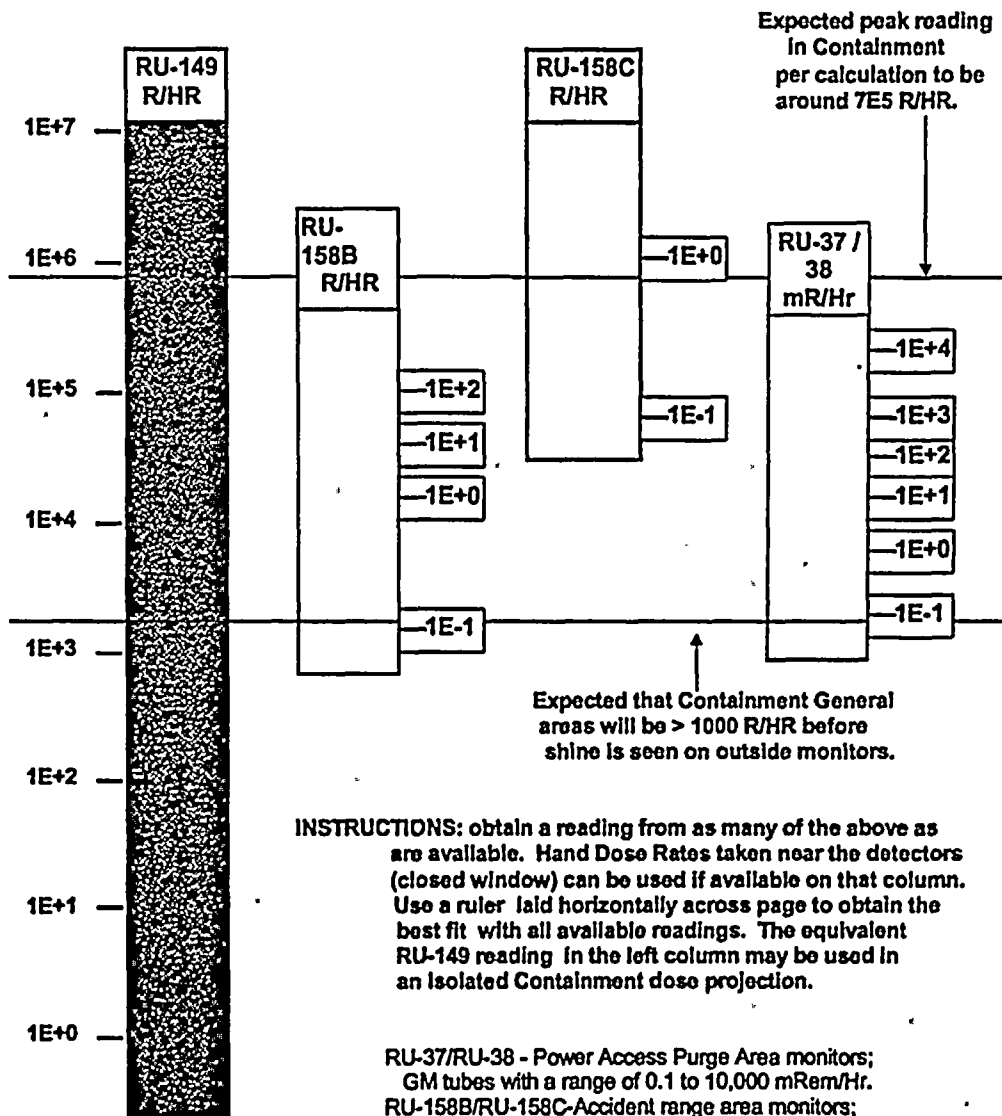 Expected peak reading
in Containment
per calculation to be
around 7E5 R/HR.
RU-149
R/HR
RU-158C
R/HR
RU-
158B
R/HR
RU-37 /
38
mR/Hr
1E+7
1E+6
1E+5
1E+4
1E+3
1E+2
1E+1
1E+0
1E+2
1E+1
1E+0
1E-1
1E+0
1E-1
1E+4
1E+3
1E+2
1E+1
1E+0
1E-1
Expected that Containment General
areas will be > 1000 R/HR before
shine is seen on outside monitors.
INSTRUCTIONS: obtain a reading from as many of the above as
are available. Hand Dose Rates taken near the detectors
(closed window) can be used if available on that column.
Use a ruler laid horizontally across page to obtain the
best fit with all available readings. The equivalent
RU-149 reading in the left column may be used in
an Isolated Containment dose projection.
RU-37/RU-38 - Power Access Purge Area monitors;
GM tubes with a range of 0.1 to 10,000 mRem/Hr.
RU-158B/RU-158C-Accident range area monitors;